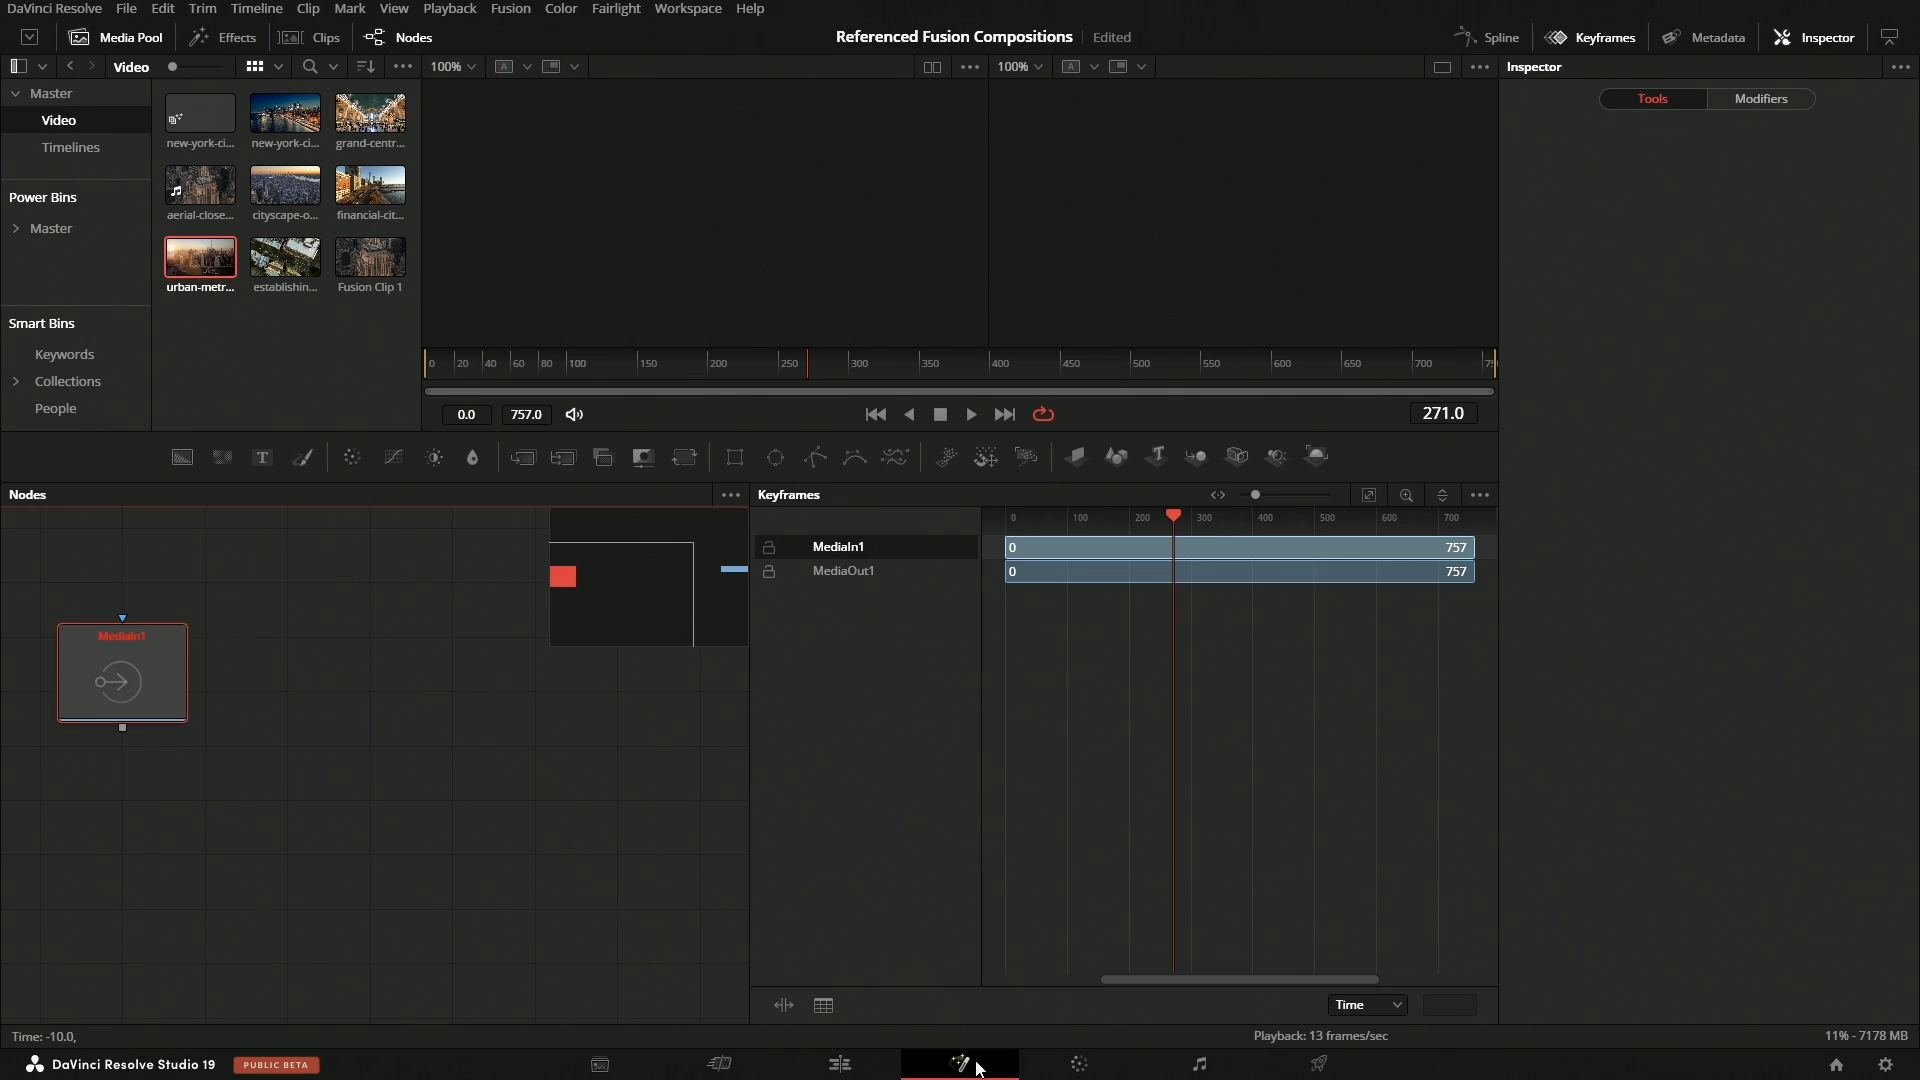 DaVinci Resolve File Edit Trim Timeline Clip Mark View Playback Fusion Color Fairlight Workspace Help
Media Pool Effects Clips Nodes Referenced Fusion Compositions Edited Spline Keyframes Metadata Inspector
Video 100% A 100% A Inspector
Master Tools Modifiers
Video
Timelines new-york-ci... new-york-ci... grand-centr...
Power Bins
Master aerial-close... cityscape-o... financial-cit...
urban-metr... establishin... Fusion Clip 1
Smart Bins
Keywords
Collections
People
0 20 40 60 80 100 150 200 250 300 350 400 450 500 550 600 650 700
0.0 757.0 271.0
T
Nodes Keyframes
0 100 200 300 400 500 600 700
MediaIn1 0 757
MediaOut1 0 757
MediaIn1
Time
Time: -10.0, Playback: 13 frames/sec 11% - 7178 MB
DaVinci Resolve Studio 19 PUBLIC BETA